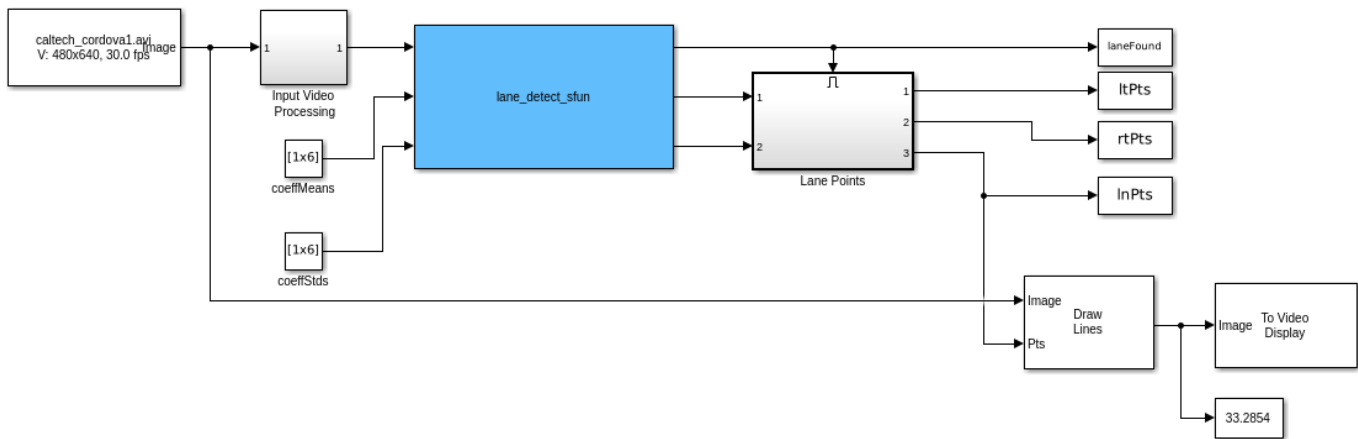 caltech_cordova1.avi
V: 480x640, 30.0 fps
Image
1
1
Input Video
Processing
[1x6]
coeffMeans
[1x6]
coeffStds
lane_detect_sfun
1
2
1
2
3
Lane Points
laneFound
ltPts
rtPts
lnPts
Image
Pts
Draw
Lines
Image
To Video
Display
33.2854